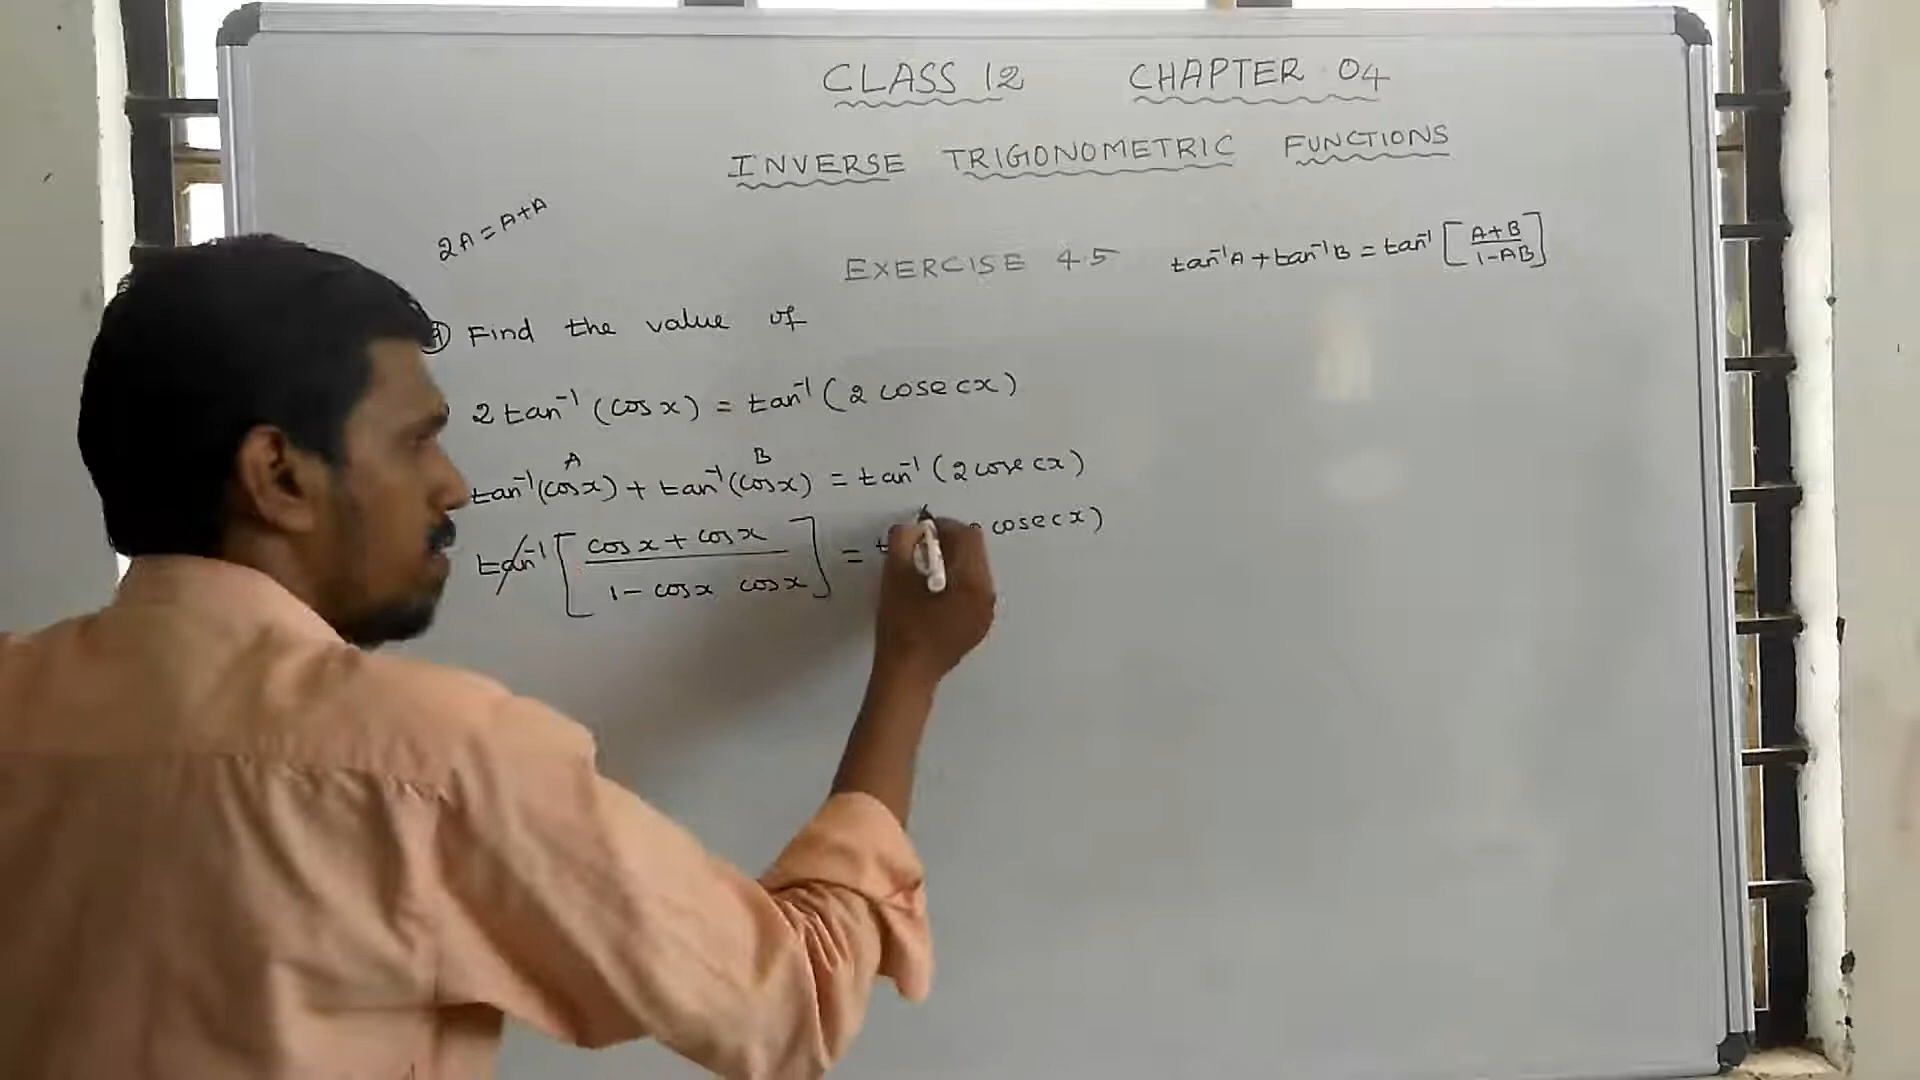 CLASS 12 CHAPTER 04
INVERSE TRIGONOMETRIC FUNCTIONS
2A = A+A
EXERCISE 4.5 tan⁻¹A + tan⁻¹B = tan⁻¹ [ (A+B)/(1-AB) ]
Find the value of
2 tan⁻¹ (cos x) = tan⁻¹ (2 cosec x)
A B
tan⁻¹(cos x) + tan⁻¹(cos x) = tan⁻¹ (2 cosec x)
tan⁻¹ [ (cos x + cos x)/(1 - cos x cos x) ] = cosec x)